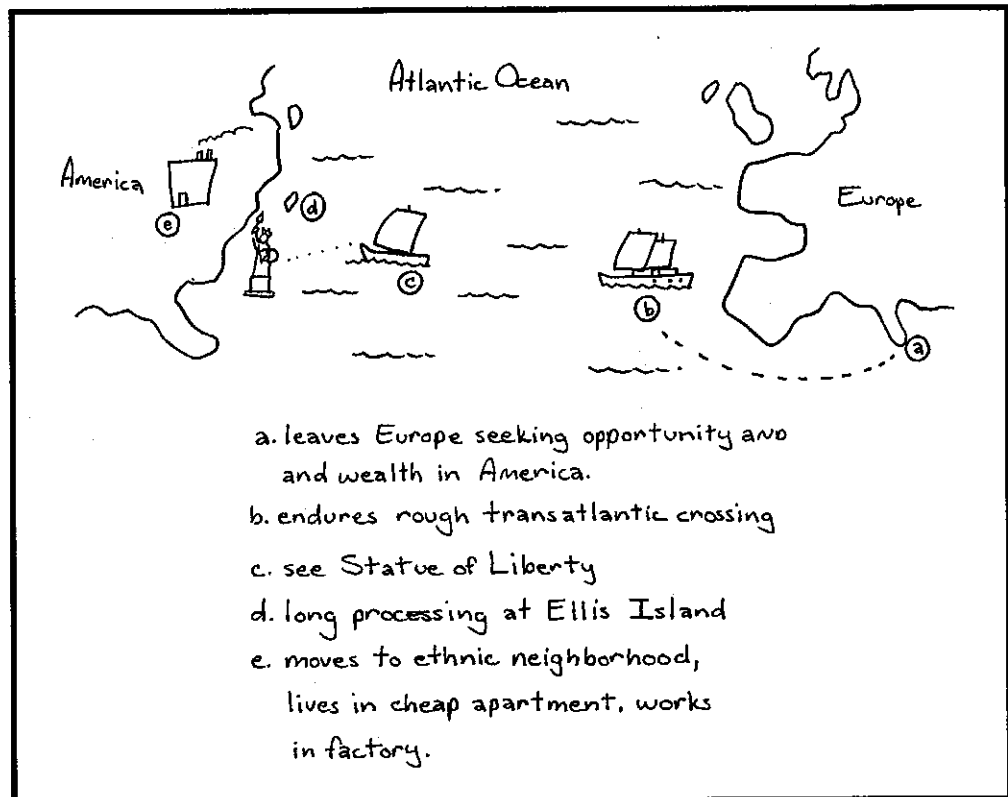 Atlantic Ocean
America
Europe
e
d
c
b
a
a. leaves Europe seeking opportunity AND
and wealth in America.
b. endures rough transatlantic crossing
c. see Statue of Liberty
d. long processing at Ellis Island
e. moves to ethnic neighborhood,
lives in cheap apartment, works
in factory.